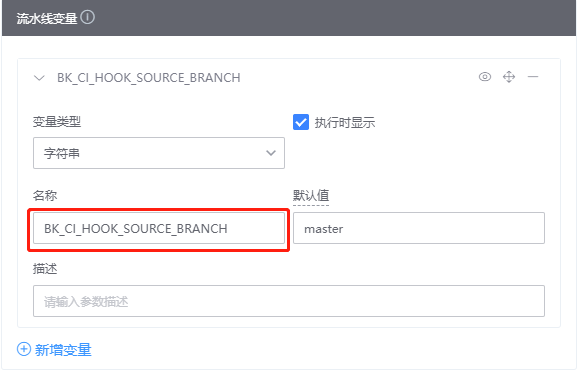 流水线变量
BK_CI_HOOK_SOURCE_BRANCH
变量类型
执行时显示
字符串
名称
默认值
BK_CI_HOOK_SOURCE_BRANCH
master
描述
请输入参数描述
新增变量